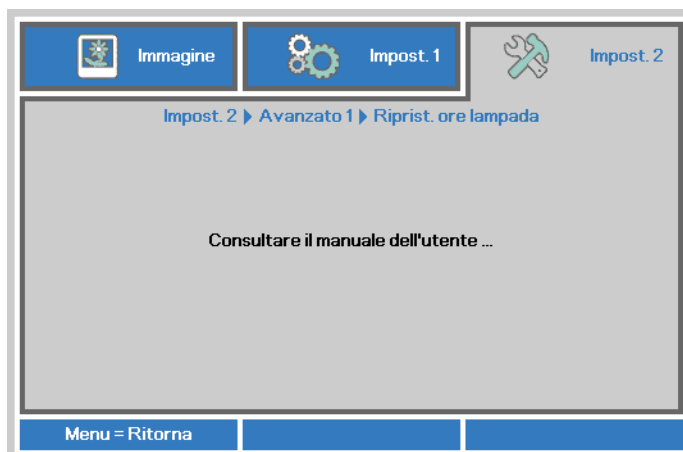 Immagine
Impost. 1
Impost. 2
Impost. 2 ▶ Avanzato 1 ▶ Riprist. ore lampada
Consultare il manuale dell'utente ...
Menu = Ritorna